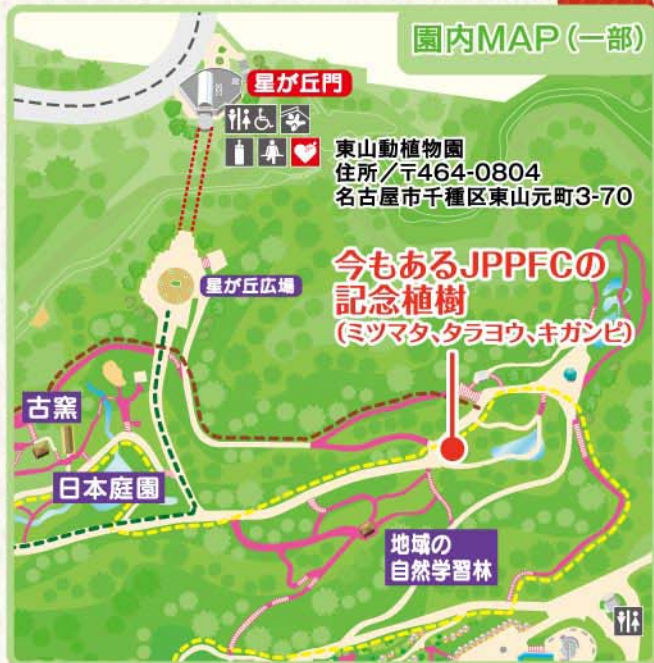 園内MAP（一部）
星が丘門
東山動植物園
住所／〒464-0804
名古屋市千種区東山元町3-70
星が丘広場
今もあるJPPFCの
記念植樹
（ミツマタ、タラヨウ、キガンピ）
古窯
日本庭園
地域の
自然学習林